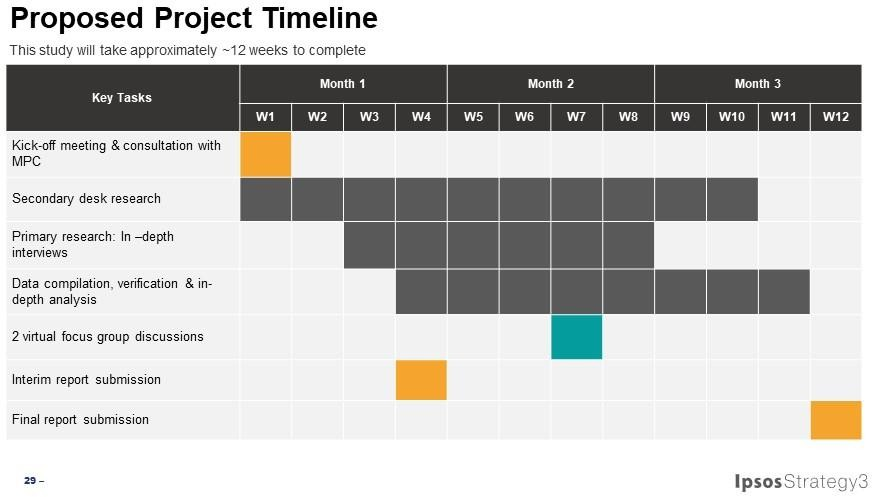 Proposed Project Timeline
This study will take approximately ~12 weeks to complete
Key Tasks
Month 1
Month 2
Month 3
W1 W2 W3 W4 W5 W6 W7 W8 W9 W10 W11 W12
Kick-off meeting & consultation with
MPC
Secondary desk research
Primary research: In –depth
interviews
Data compilation, verification & in-
depth analysis
2 virtual focus group discussions
Interim report submission
Final report submission
29 –
IpsosStrategy3